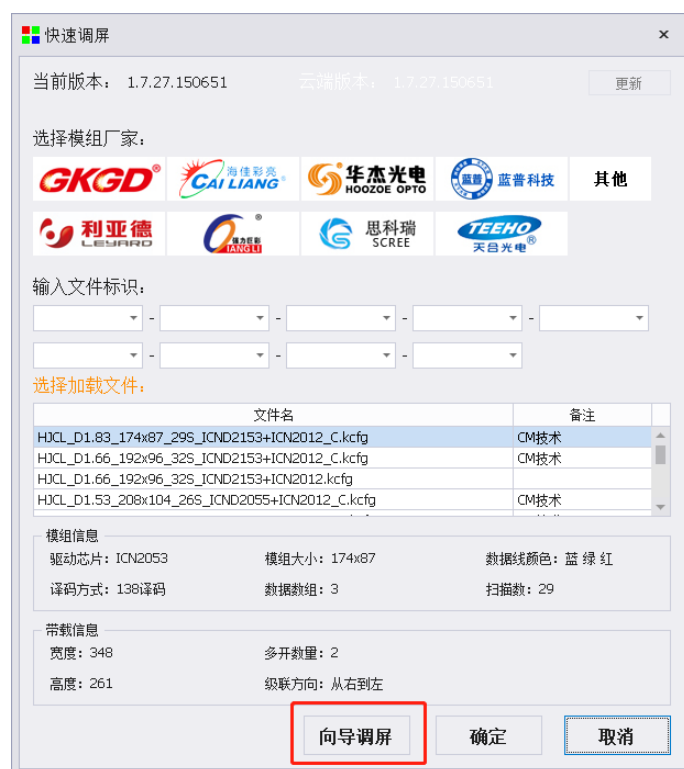 快速调屏
当前版本： 1.7.27.150651 云端版本： 1.7.27.150651 更新
选择模组厂家：
GKGD® 海佳彩亮 CAILIANG® 华杰光电 HOOZOE OPTO 蓝普 蓝普科技 其他
利亚德 LEYARD 强力巨彩 QIANGLI ® 思科瑞 SCREE TEEHO 天合光电®
输入文件标识：
- - - -
- - -
选择加载文件：
文件名 备注
HJCL_D1.83_174x87_29S_ICND2153+ICN2012_C.kcfg CM技术
HJCL_D1.66_192x96_32S_ICND2153+ICN2012_C.kcfg CM技术
HJCL_D1.66_192x96_32S_ICND2153+ICN2012.kcfg
HJCL_D1.53_208x104_26S_ICND2055+ICN2012_C.kcfg CM技术
模组信息
驱动芯片：ICN2053 模组大小：174x87 数据线颜色：蓝 绿 红
译码方式：138译码 数据数组：3 扫描数：29
带载信息
宽度：348 多开数量：2
高度：261 级联方向：从右到左
向导调屏 确定 取消